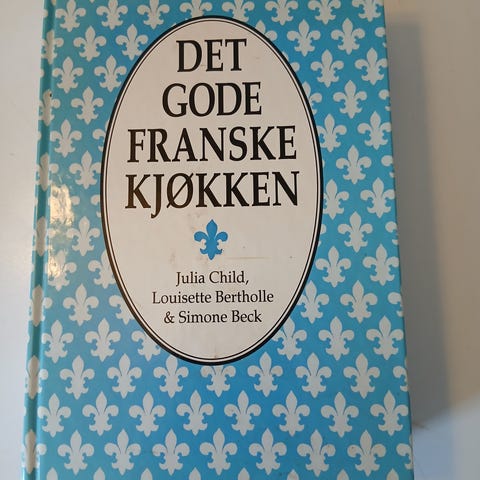 DET
GODE
FRANSKE
KJØKKEN
Julia Child,
Louisette Bertholle
& Simone Beck